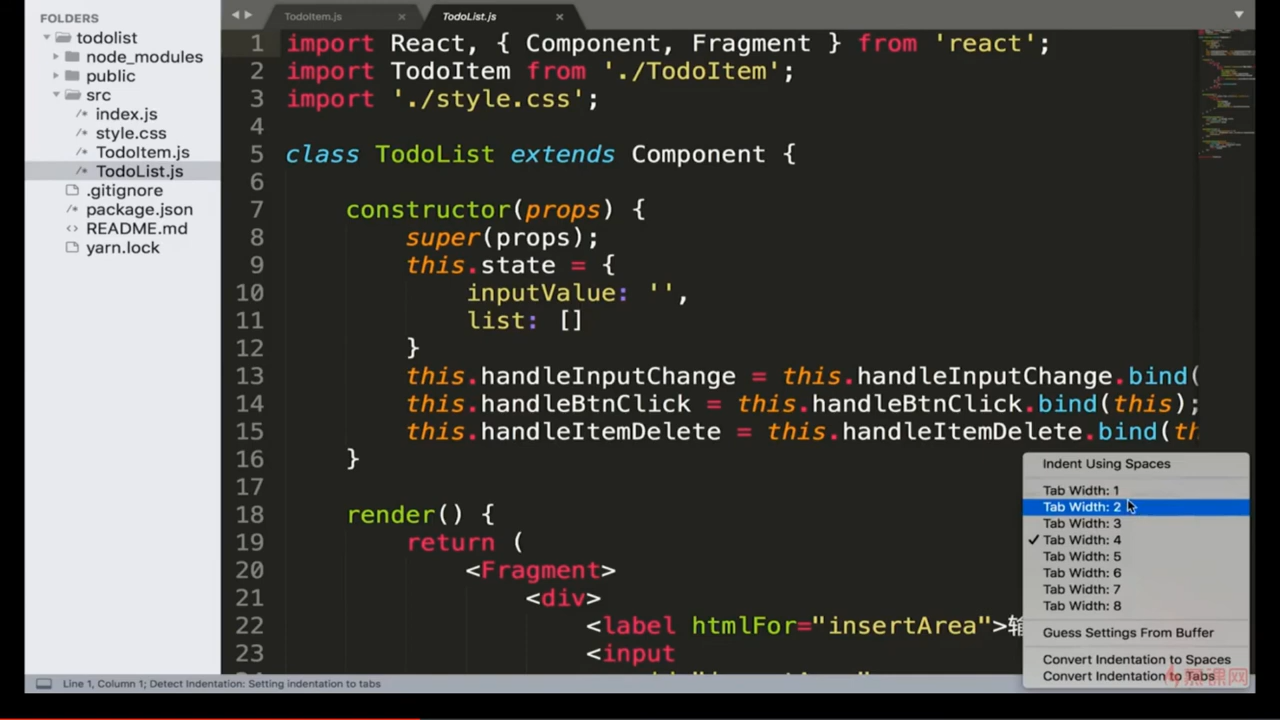 FOLDERS
todolist
node_modules
public
src
index.js
style.css
TodoItem.js
TodoList.js
.gitignore
package.json
README.md
yarn.lock
TodoItem.js
TodoList.js
1 import React, { Component, Fragment } from 'react';
2 import TodoItem from './TodoItem';
3 import './style.css';
4
5 class TodoList extends Component {
6
7 constructor(props) {
8 super(props);
9 this.state = {
10 inputValue: '',
11 list: []
12 }
13 this.handleInputChange = this.handleInputChange.bind(
14 this.handleBtnClick = this.handleBtnClick.bind(this);
15 this.handleItemDelete = this.handleItemDelete.bind(th
16 }
17
18 render() {
19 return (
20 <Fragment>
21 <div>
22 <label htmlFor="insertArea">输
23 <input
Indent Using Spaces
Tab Width: 1
Tab Width: 2
Tab Width: 3
✓ Tab Width: 4
Tab Width: 5
Tab Width: 6
Tab Width: 7
Tab Width: 8
Guess Settings From Buffer
Convert Indentation to Spaces
Convert Indentation to Tabs
慕课网
Line 1, Column 1; Detect Indentation: Setting indentation to tabs